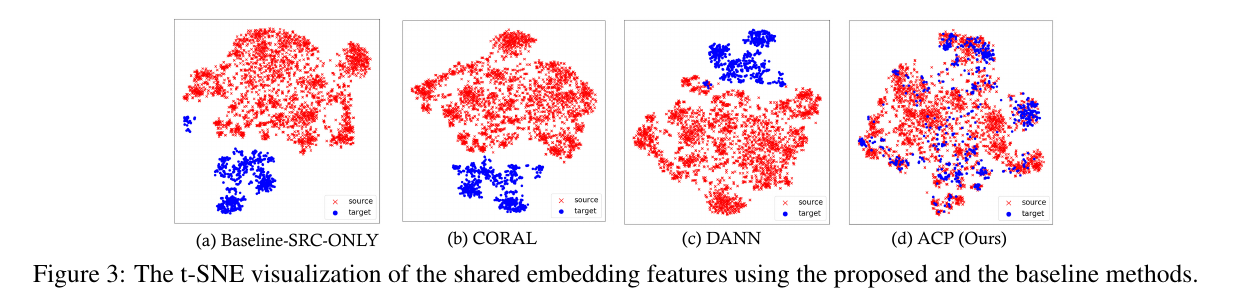 source
target
source
target
source
target
source
target
(a) Baseline-SRC-ONLY
(b) CORAL
(c) DANN
(d) ACP (Ours)
Figure 3: The t-SNE visualization of the shared embedding features using the proposed and the baseline methods.